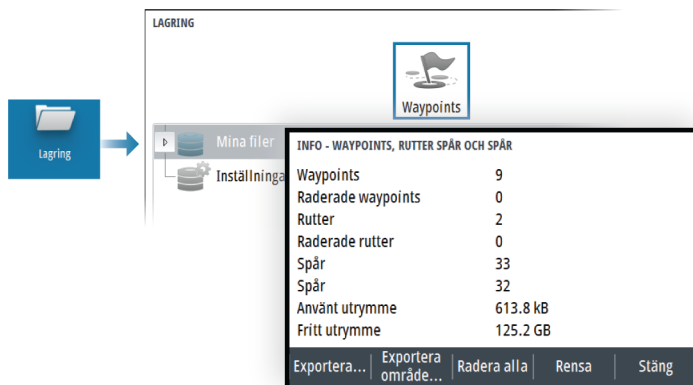 LAGRING
Waypoints
Lagring
Mina filer
Inställninga
INFO - WAYPOINTS, RUTTER SPÅR OCH SPÅR
Waypoints 9
Raderade waypoints 0
Rutter 2
Raderade rutter 0
Spår 33
Spår 32
Använt utrymme 613.8 kB
Fritt utrymme 125.2 GB
Exportera... Exportera område... Radera alla Rensa Stäng